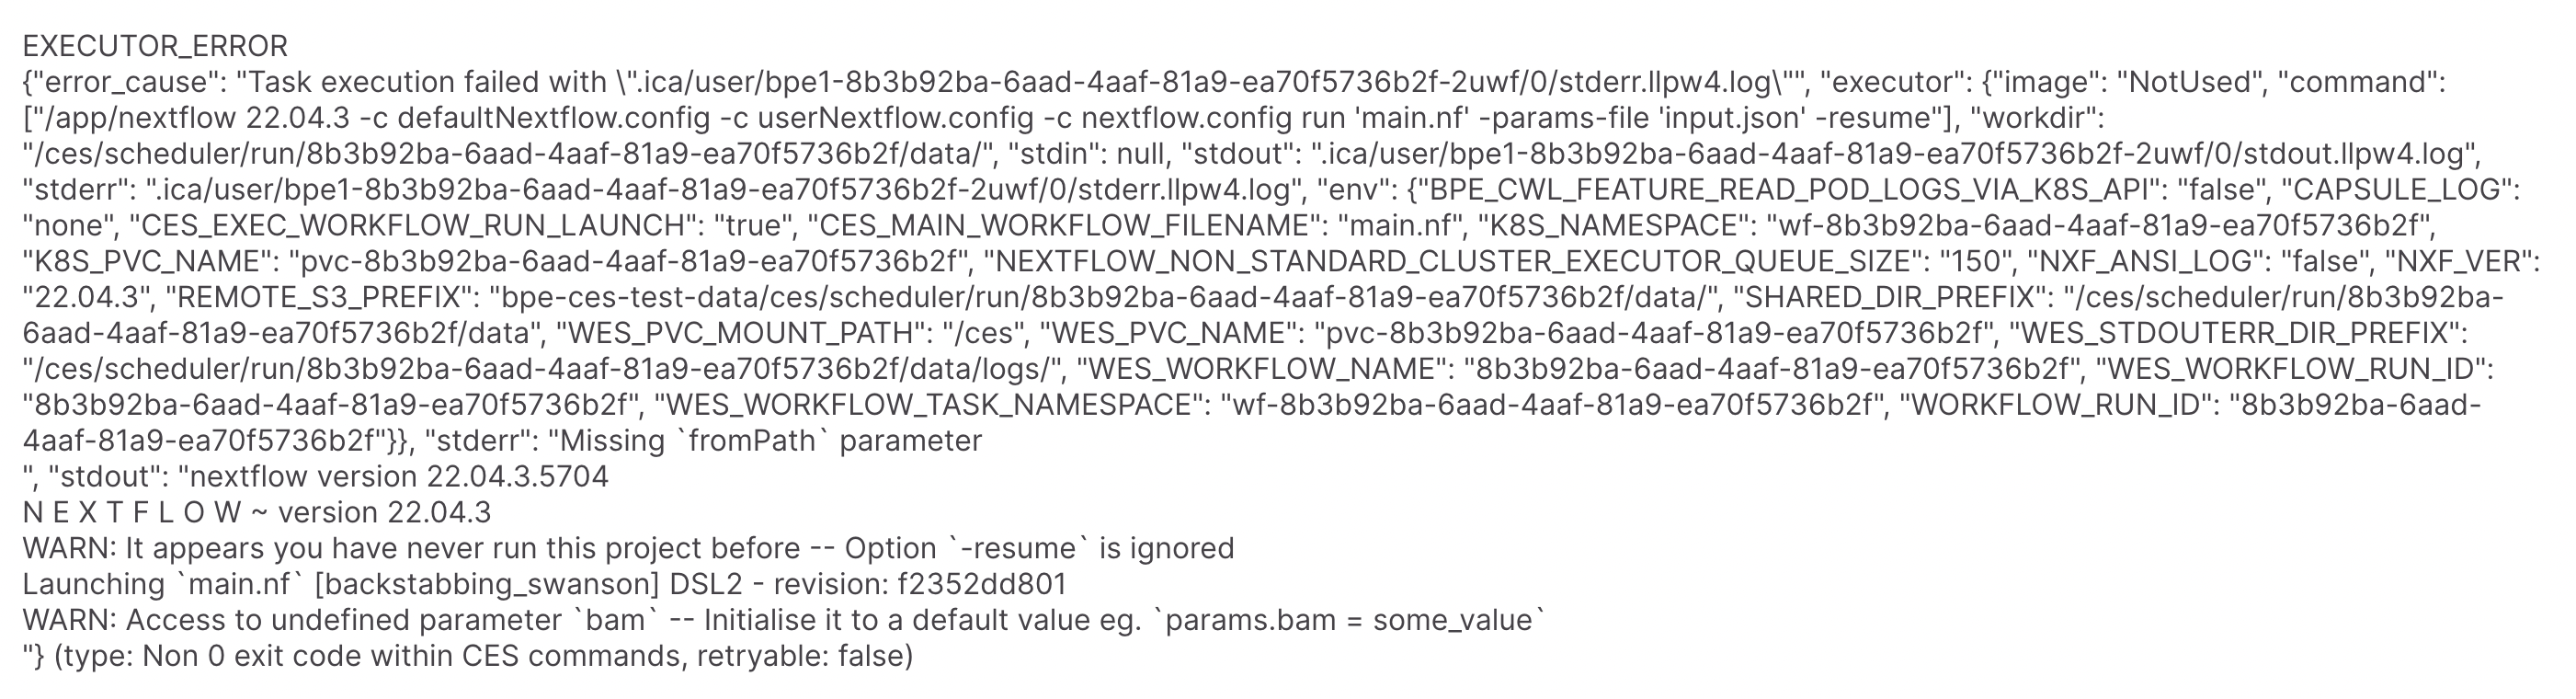 EXECUTOR_ERROR
{"error_cause": "Task execution failed with \".ica/user/bpe1-8b3b92ba-6aad-4aaf-81a9-ea70f5736b2f-2uwf/0/stderr.llpw4.log\"", "executor": {"image": "NotUsed", "command":
["/app/nextflow 22.04.3 -c defaultNextflow.config -c userNextflow.config -c nextflow.config run 'main.nf' -params-file 'input.json' -resume"], "workdir":
"/ces/scheduler/run/8b3b92ba-6aad-4aaf-81a9-ea70f5736b2f/data/", "stdin": null, "stdout": ".ica/user/bpe1-8b3b92ba-6aad-4aaf-81a9-ea70f5736b2f-2uwf/0/stdout.llpw4.log",
"stderr": ".ica/user/bpe1-8b3b92ba-6aad-4aaf-81a9-ea70f5736b2f-2uwf/0/stderr.llpw4.log", "env": {"BPE_CWL_FEATURE_READ_POD_LOGS_VIA_K8S_API": "false", "CAPSULE_LOG":
"none", "CES_EXEC_WORKFLOW_RUN_LAUNCH": "true", "CES_MAIN_WORKFLOW_FILENAME": "main.nf", "K8S_NAMESPACE": "wf-8b3b92ba-6aad-4aaf-81a9-ea70f5736b2f",
"K8S_PVC_NAME": "pvc-8b3b92ba-6aad-4aaf-81a9-ea70f5736b2f", "NEXTFLOW_NON_STANDARD_CLUSTER_EXECUTOR_QUEUE_SIZE": "150", "NXF_ANSI_LOG": "false", "NXF_VER":
"22.04.3", "REMOTE_S3_PREFIX": "bpe-ces-test-data/ces/scheduler/run/8b3b92ba-6aad-4aaf-81a9-ea70f5736b2f/data/", "SHARED_DIR_PREFIX": "/ces/scheduler/run/8b3b92ba-
6aad-4aaf-81a9-ea70f5736b2f/data", "WES_PVC_MOUNT_PATH": "/ces", "WES_PVC_NAME": "pvc-8b3b92ba-6aad-4aaf-81a9-ea70f5736b2f", "WES_STDOUTERR_DIR_PREFIX":
"/ces/scheduler/run/8b3b92ba-6aad-4aaf-81a9-ea70f5736b2f/data/logs/", "WES_WORKFLOW_NAME": "8b3b92ba-6aad-4aaf-81a9-ea70f5736b2f", "WES_WORKFLOW_RUN_ID":
"8b3b92ba-6aad-4aaf-81a9-ea70f5736b2f", "WES_WORKFLOW_TASK_NAMESPACE": "wf-8b3b92ba-6aad-4aaf-81a9-ea70f5736b2f", "WORKFLOW_RUN_ID": "8b3b92ba-6aad-
4aaf-81a9-ea70f5736b2f"}}, "stderr": "Missing `fromPath` parameter
", "stdout": "nextflow version 22.04.3.5704
N E X T F L O W ~ version 22.04.3
WARN: It appears you have never run this project before -- Option `-resume` is ignored
Launching `main.nf` [backstabbing_swanson] DSL2 - revision: f2352dd801
WARN: Access to undefined parameter `bam` -- Initialise it to a default value eg. `params.bam = some_value`
"} (type: Non 0 exit code within CES commands, retryable: false)